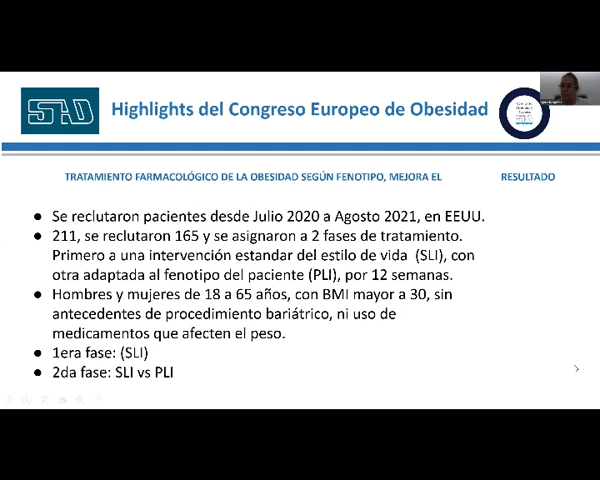 SAD
Highlights del Congreso Europeo de Obesidad
TRATAMIENTO FARMACOLÓGICO DE LA OBESIDAD SEGÚN FENOTIPO, MEJORA EL RESULTADO
● Se reclutaron pacientes desde Julio 2020 a Agosto 2021, en EEUU.
● 211, se reclutaron 165 y se asignaron a 2 fases de tratamiento.
Primero a una intervención estandar del estilo de vida (SLI), con
otra adaptada al fenotipo del paciente (PLI), por 12 semanas.
● Hombres y mujeres de 18 a 65 años, con BMI mayor a 30, sin
antecedentes de procedimiento bariátrico, ni uso de
medicamentos que afecten el peso.
● 1era fase: (SLI)
● 2da fase: SLI vs PLI